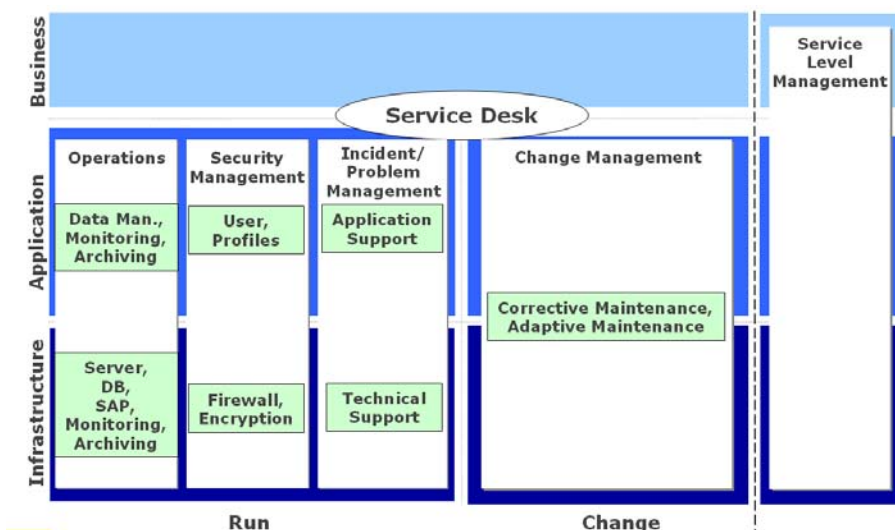 Business
Service
Level
Management
Service Desk
Application
Operations
Security
Management
Incident/
Problem
Management
Change Management
Data Man.,
Monitoring,
Archiving
User,
Profiles
Application
Support
Corrective Maintenance,
Adaptive Maintenance
Infrastructure
Server,
DB,
SAP,
Monitoring,
Archiving
Firewall,
Encryption
Technical
Support
Run
Change